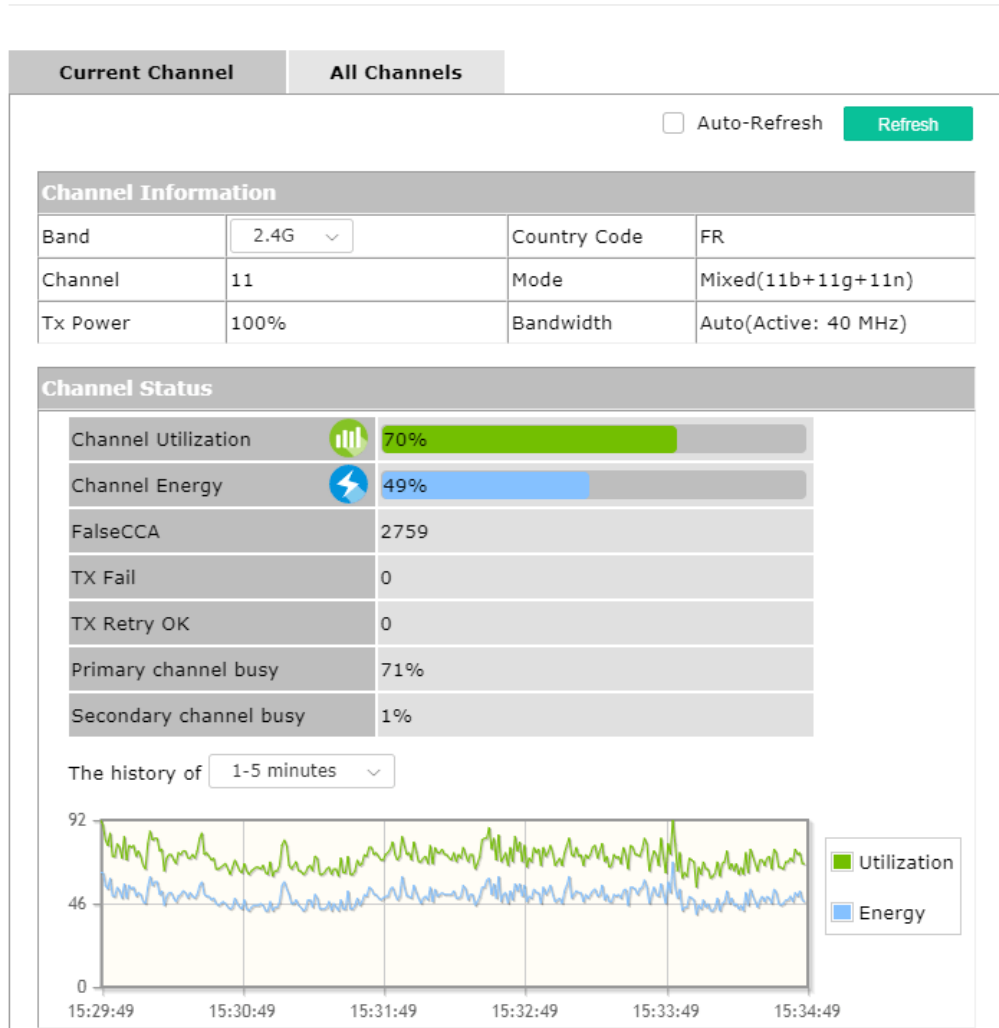 Current Channel All Channels
Auto-Refresh Refresh
Channel Information
Band 2.4G Country Code FR
Channel 11 Mode Mixed(11b+11g+11n)
Tx Power 100% Bandwidth Auto(Active: 40 MHz)
Channel Status
Channel Utilization 70%
Channel Energy 49%
FalseCCA 2759
TX Fail 0
TX Retry OK 0
Primary channel busy 71%
Secondary channel busy 1%
The history of 1-5 minutes
92
46
0
15:29:49 15:30:49 15:31:49 15:32:49 15:33:49 15:34:49
Utilization
Energy